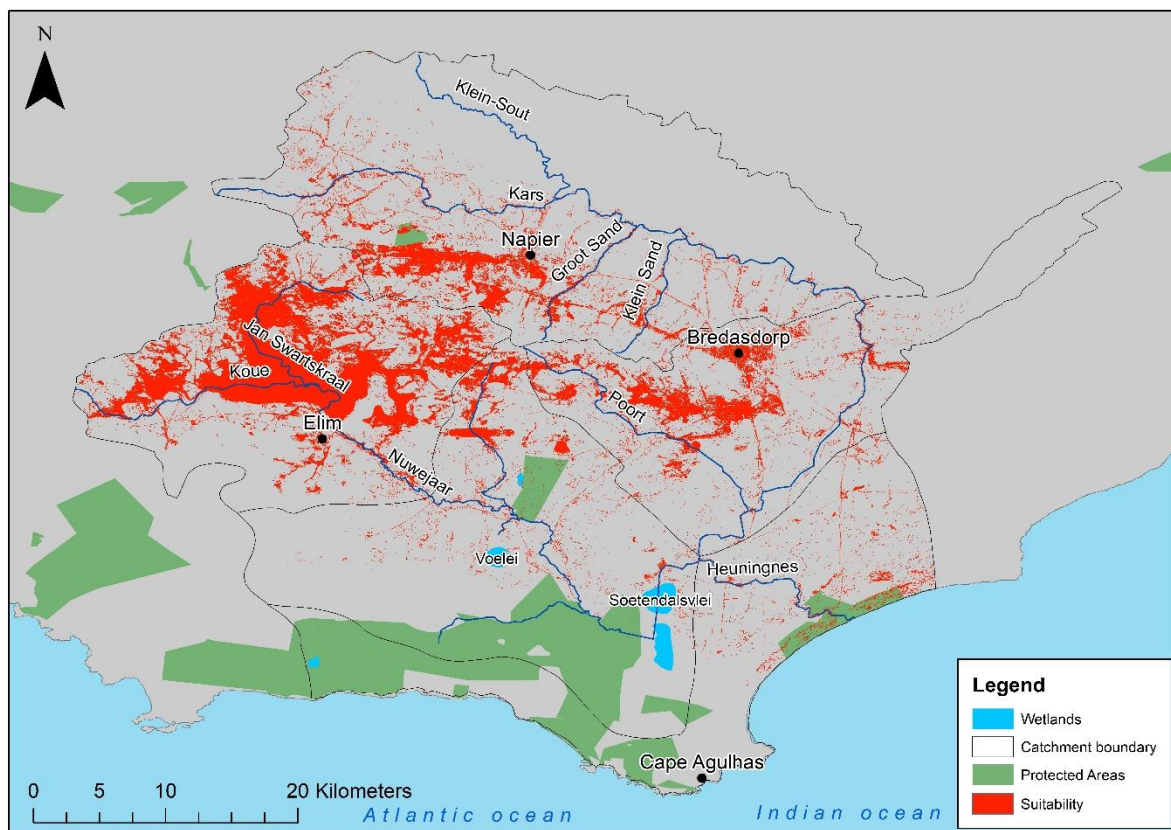 N
Klein-Sout
Kars
Napier
Groot Sand
Klein Sand
Bredasdorp
Jan Swartskraal
Koue
Poort
Elim
Nuwejaar
Voelei
Heuningnes
Soetendalsvlei
Cape Agulhas
Legend
Wetlands
Catchment boundary
Protected Areas
Suitability
0 5 10 20 Kilometers
Atlantic ocean
Indian ocean